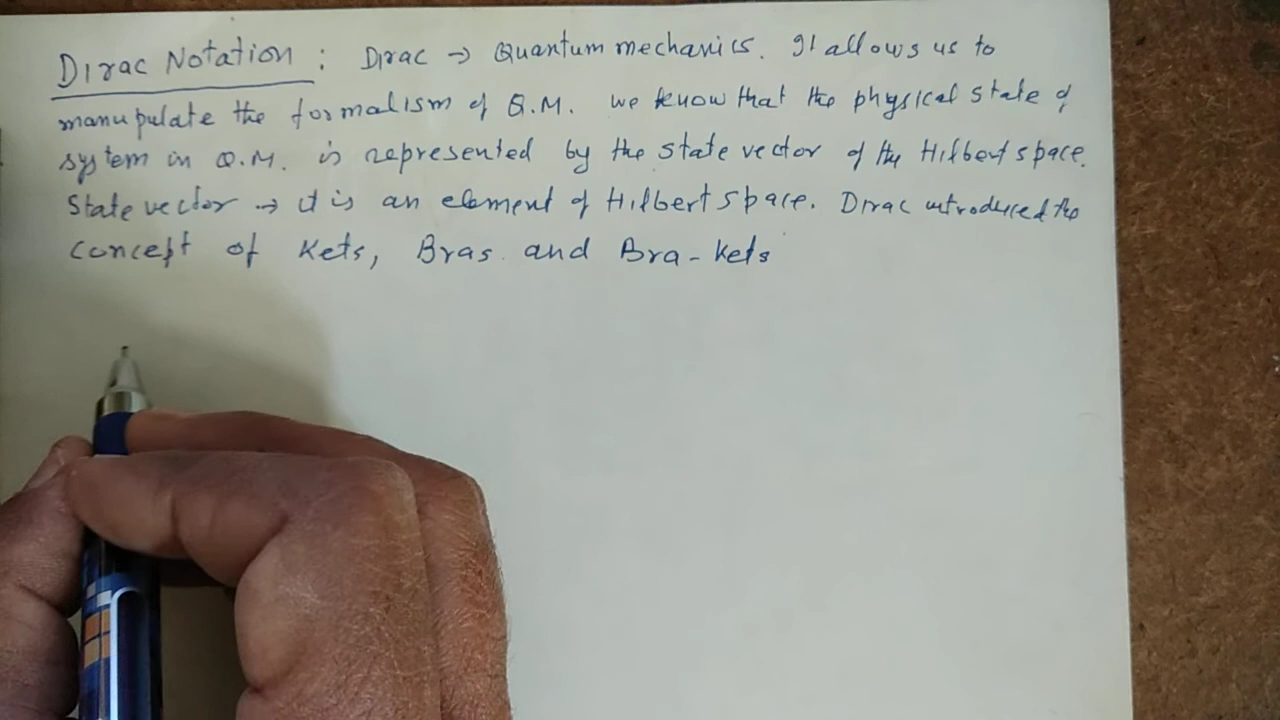 Dirac Notation : Dirac → Quantum mechanics. It allows us to
manupulate the formalism of Q.M. we know that the physical state of
system in Q.M. is represented by the state vector of the Hilbert space.
State vector → it is an element of Hilbert space. Dirac introduced the
concept of Kets, Bras and Bra-kets